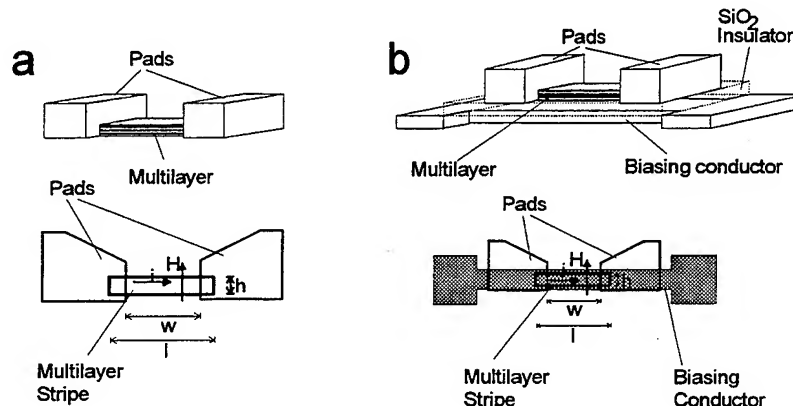 a
Pads
Multilayer
Pads
H
i
h
w
l
Multilayer
Stripe
b
SiO2
Insulator
Pads
Multilayer
Biasing conductor
Pads
H
i
h
w
l
Multilayer
Stripe
Biasing
Conductor